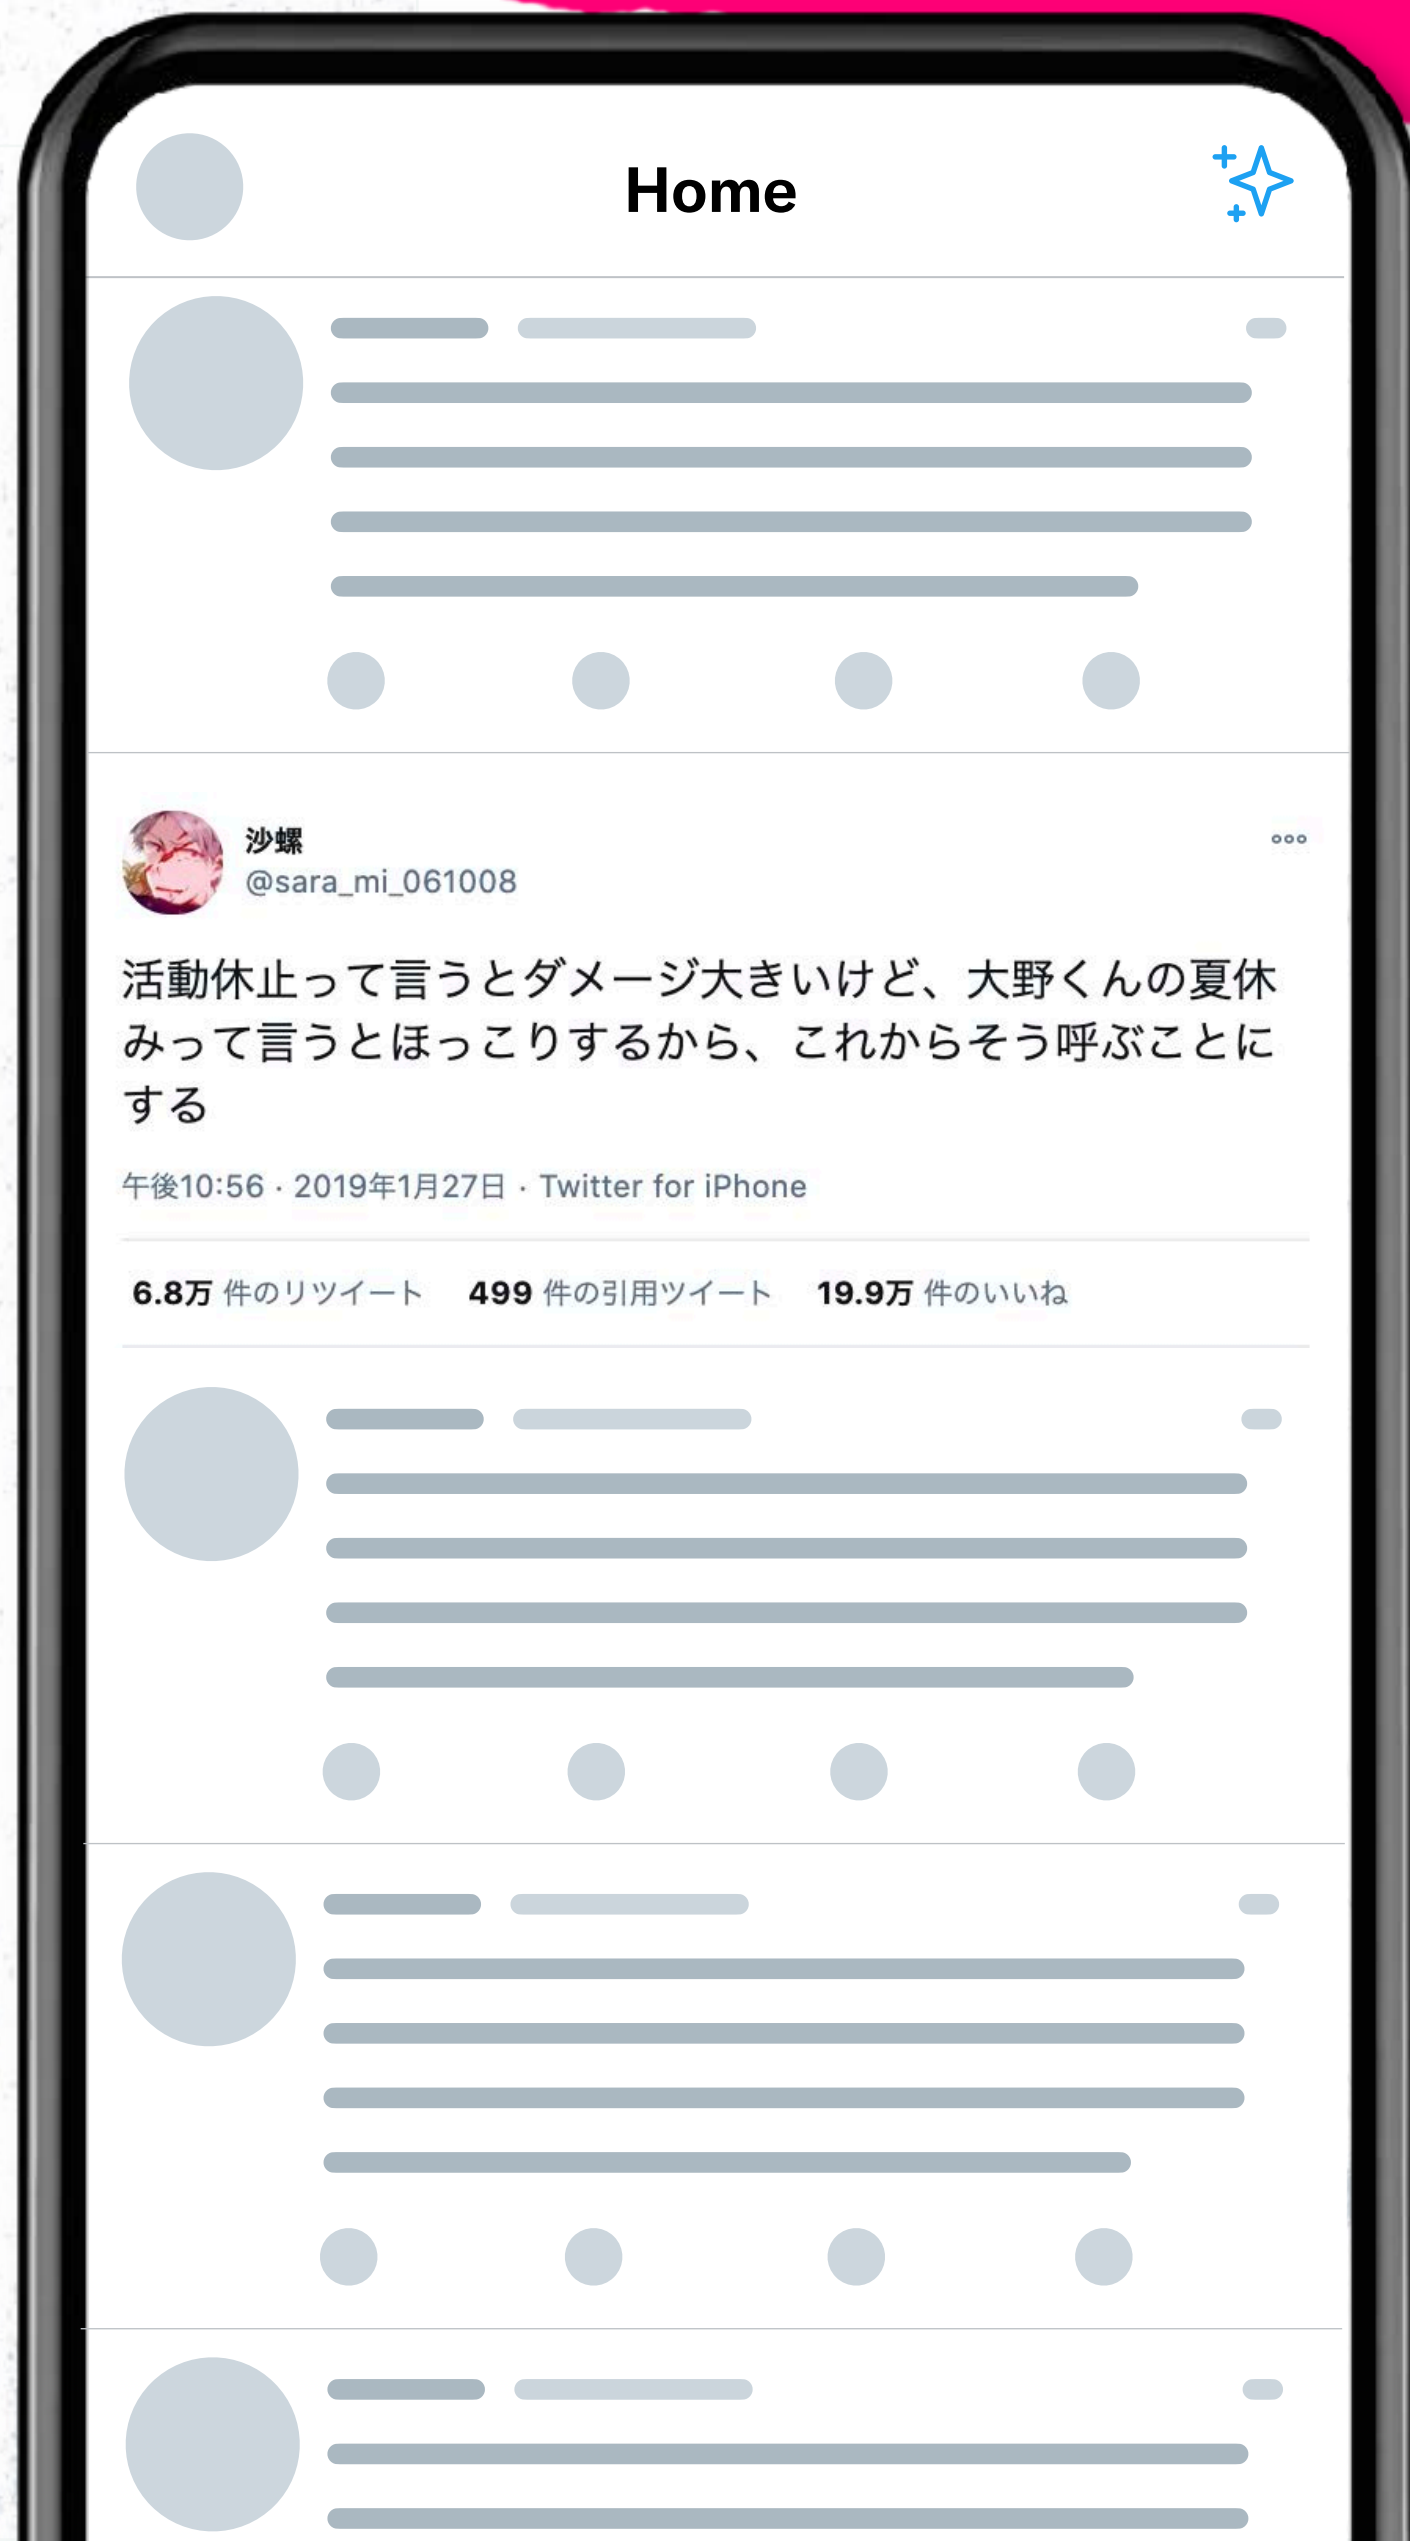 Home
沙螺
@sara_mi_061008
活動休止って言うとダメージ大きいけど、大野くんの夏休
みって言うとほっこりするから、これからそう呼ぶことに
する
午後10:56 · 2019年1月27日 · Twitter for iPhone
6.8万 件のリツイート 499 件の引用ツイート 19.9万 件のいいね